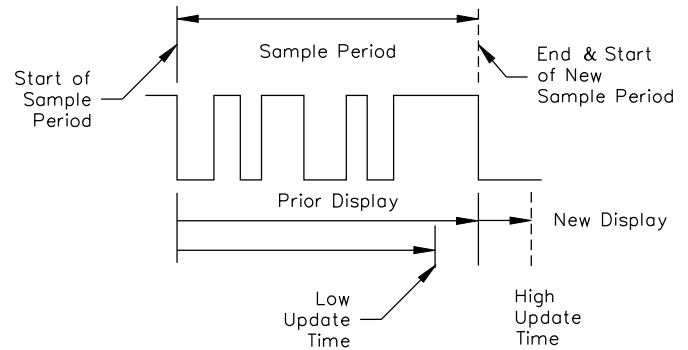 Sample Period
Start of
Sample
Period
End & Start
of New
Sample Period
Prior Display
New Display
Low
Update
Time
High
Update
Time